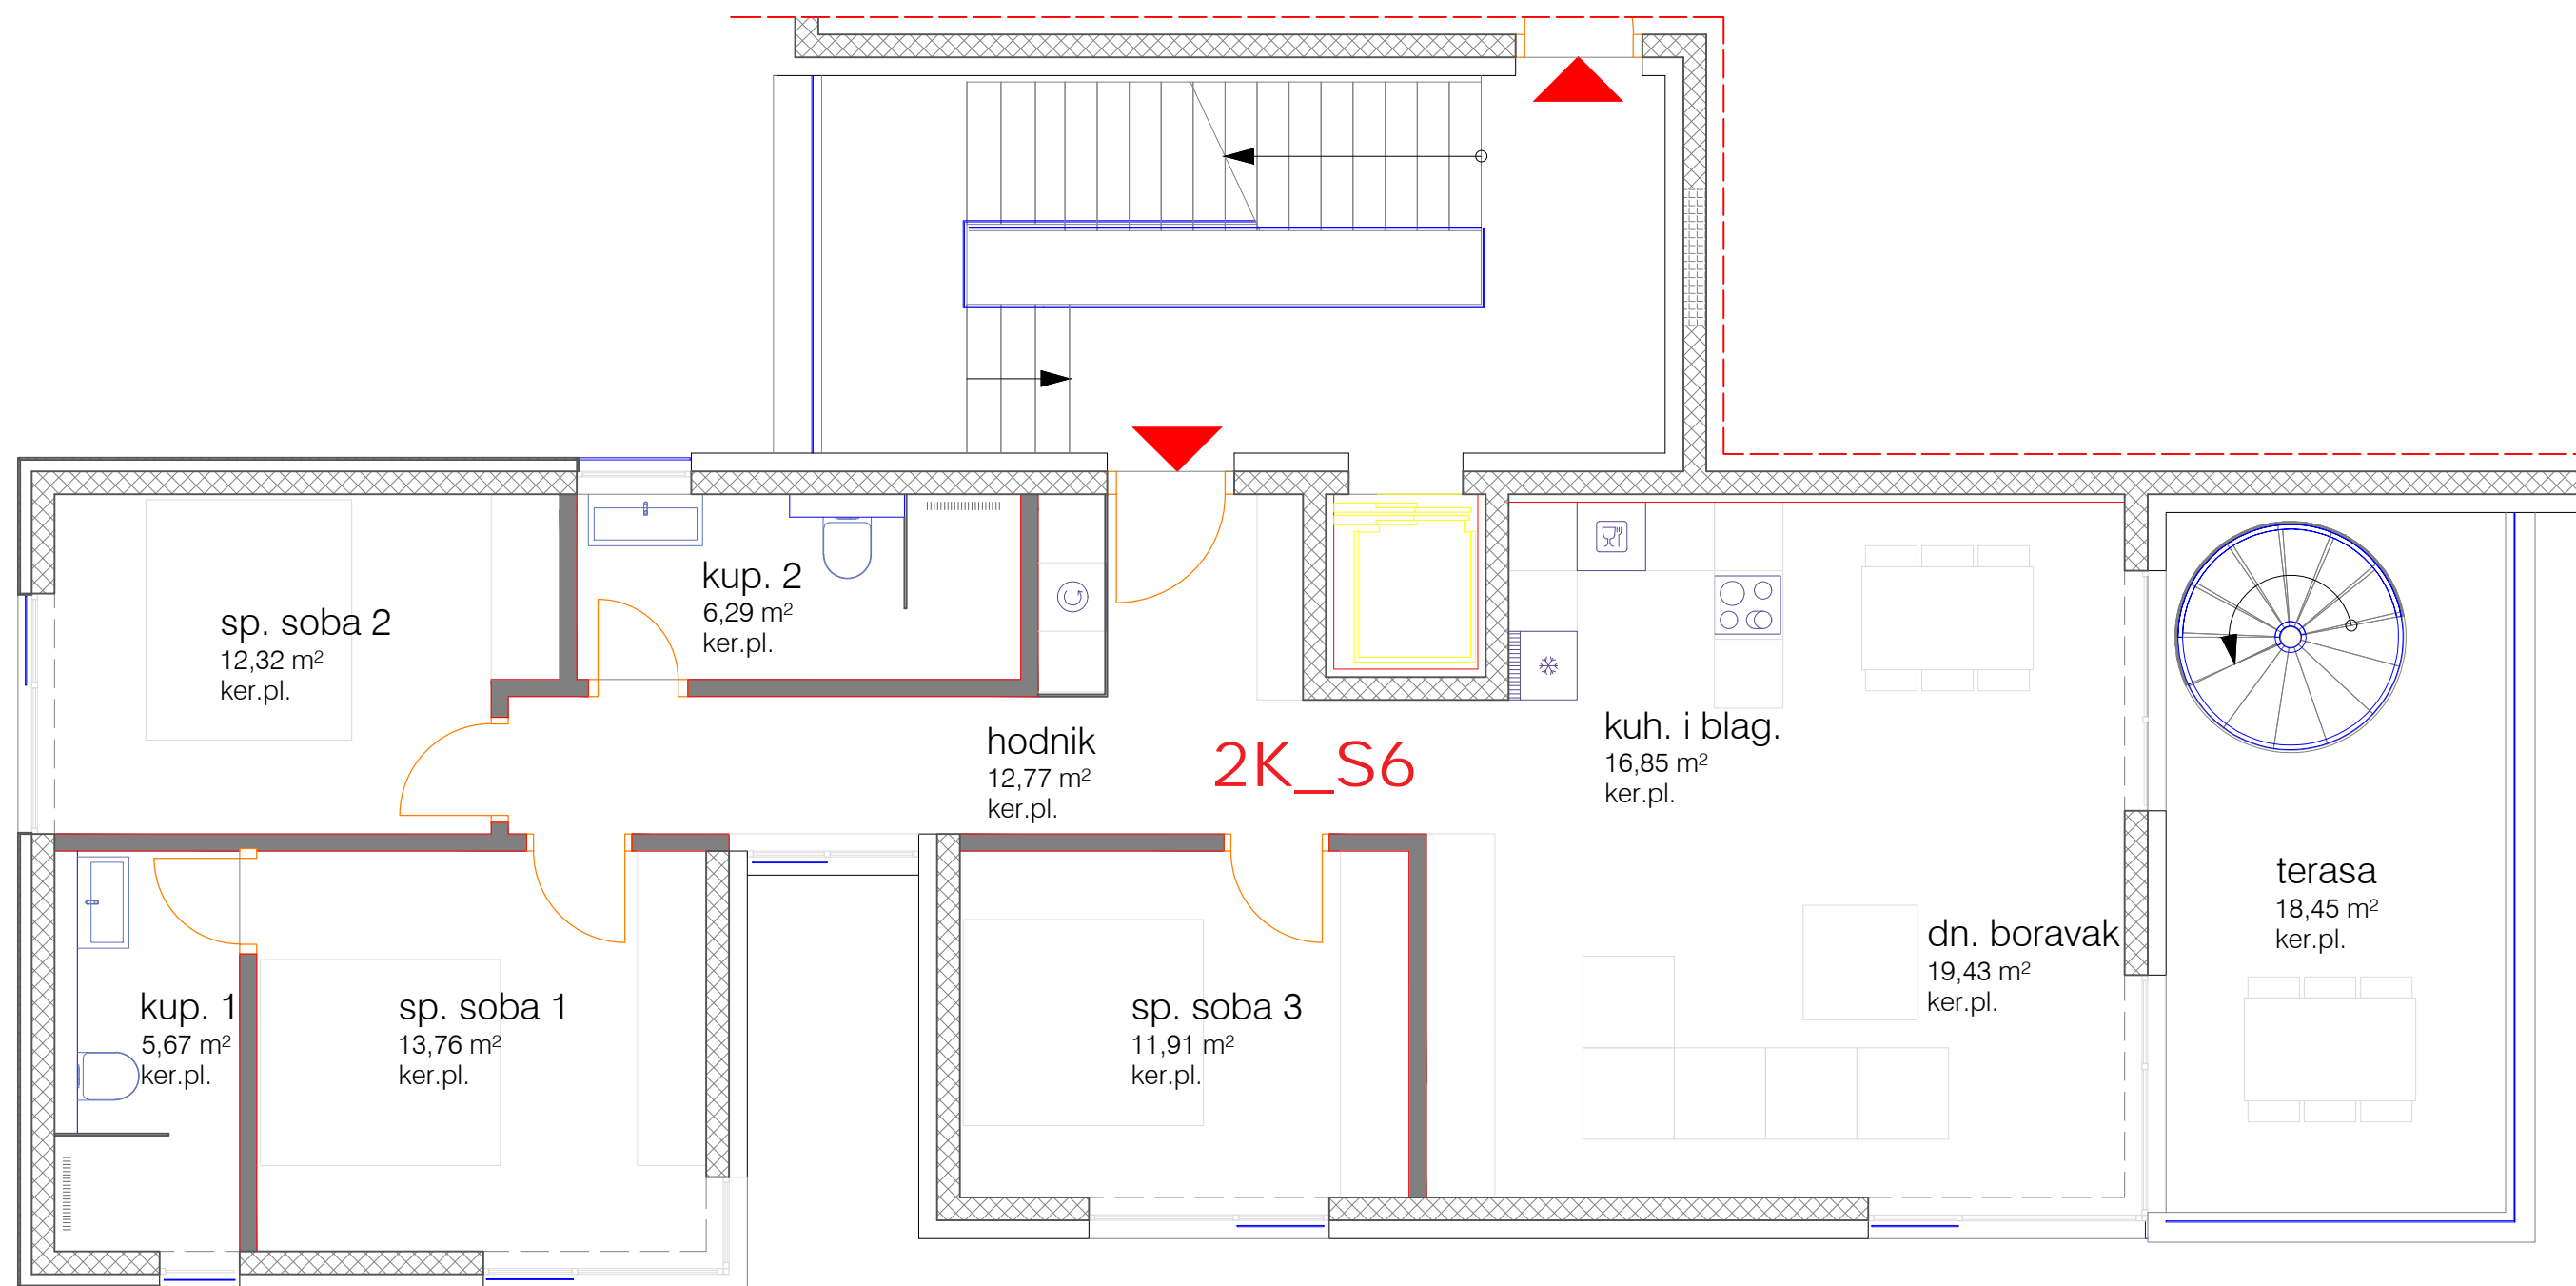 sp. soba 2
12,32 m²
ker.pl.
kup. 2
6,29 m²
ker.pl.
hodnik
12,77 m²
ker.pl.
2K_S6
kuh. i blag.
16,85 m²
ker.pl.
terasa
18,45 m²
ker.pl.
dn. boravak
19,43 m²
ker.pl.
kup. 1
5,67 m²
ker.pl.
sp. soba 1
13,76 m²
ker.pl.
sp. soba 3
11,91 m²
ker.pl.